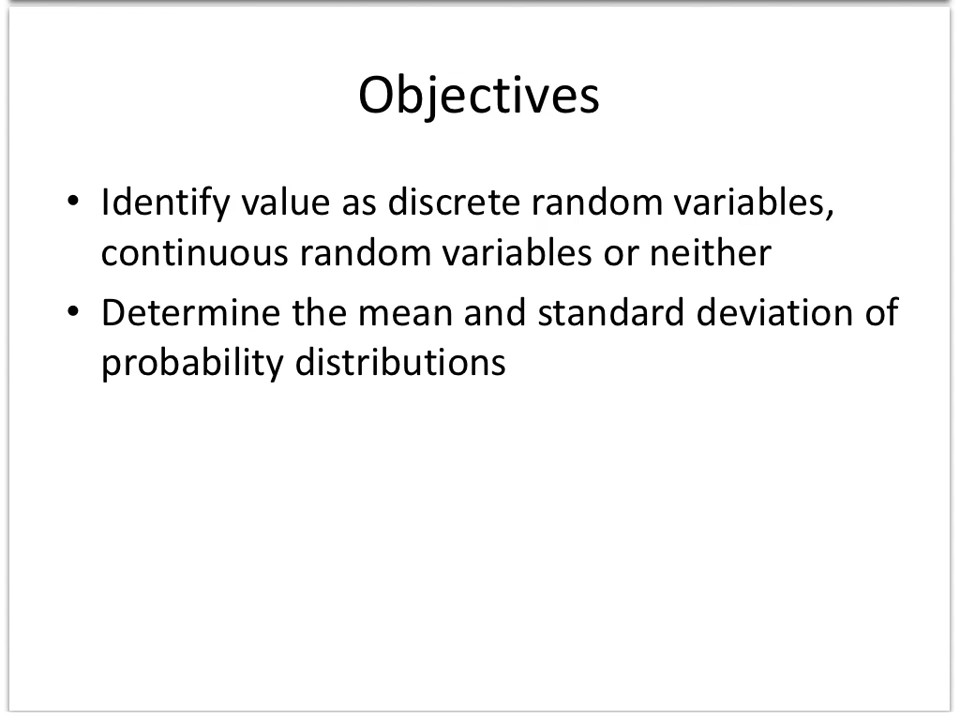 Objectives
• Identify value as discrete random variables,
continuous random variables or neither
• Determine the mean and standard deviation of
probability distributions